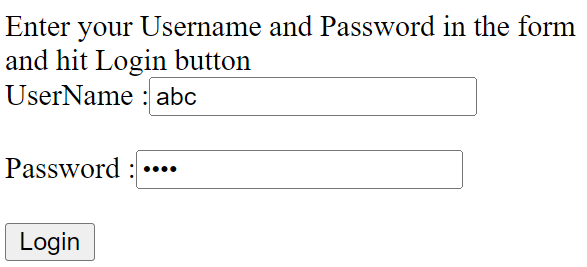 Enter your Username and Password in the form
and hit Login button
UserName :abc
Password :••••
Login